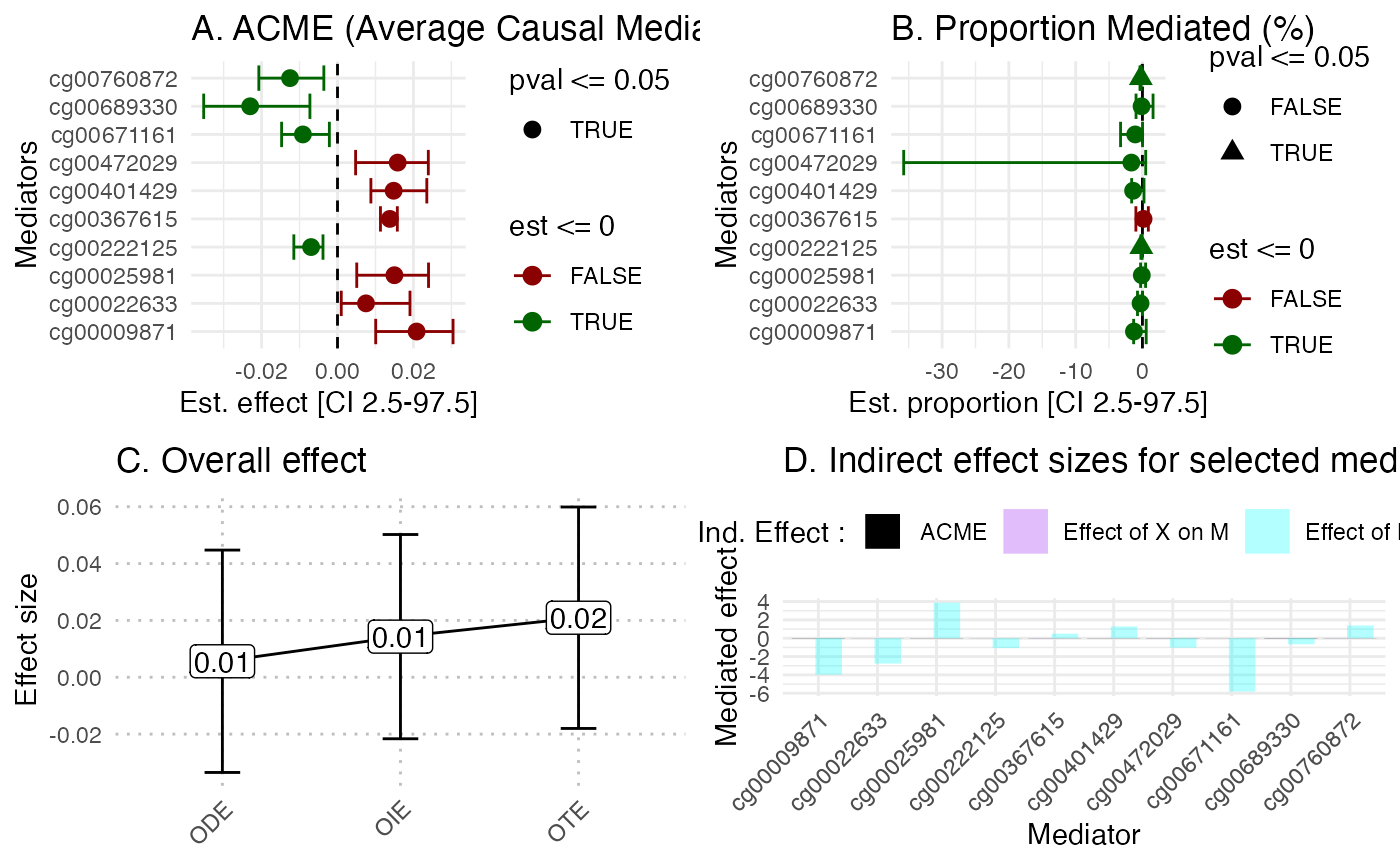 A. ACME (Average Causal Media
Mediators
cg00760872
cg00689330
cg00671161
cg00472029
cg00401429
cg00367615
cg00222125
cg00025981
cg00022633
cg00009871
-0.02 0.00 0.02
Est. effect [CI 2.5-97.5]
pval <= 0.05
TRUE
est <= 0
FALSE
TRUE
B. Proportion Mediated (%)
Mediators
cg00760872
cg00689330
cg00671161
cg00472029
cg00401429
cg00367615
cg00222125
cg00025981
cg00022633
cg00009871
-30 -20 -10 0
Est. proportion [CI 2.5-97.5]
pval <= 0.05
FALSE
TRUE
est <= 0
FALSE
TRUE
C. Overall effect
Effect size
0.06
0.04
0.02
0.00
-0.02
0.01 0.01 0.02
ODE OIE OTE
D. Indirect effect sizes for selected med
Ind. Effect : ACME Effect of X on M Effect of
Mediated effect
4
2
0
-2
-4
-6
cg00009871 cg00022633 cg00025981 cg00222125 cg00367615 cg00401429 cg00472029 cg00671161 cg00689330 cg00760872
Mediator